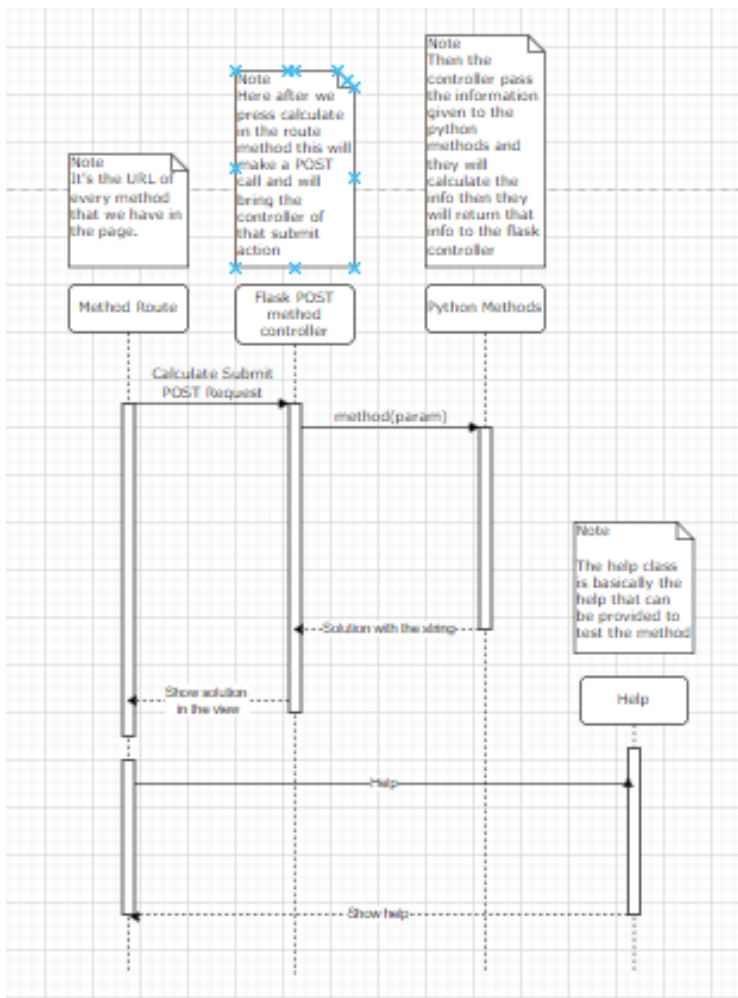 Note
Then the
controller pass
the information
given to the
python
methods and
they will
calculate the
info then they
will return that
info to the flask
controller
Note
Here after we
press calculate
in the route
method this will
make a POST
call and will
bring the
controller of
that submit
action
Note
It's the URL of
every method
that we have in
the page.
Method Route
Flask POST
method
controller
Python Methods
Calculate Submit
POST Request
method(param)
Note
The help class
is basically the
help that can
be provided to
test the method
Solution with the string
Show solution
in the view
Help
Help
Show help